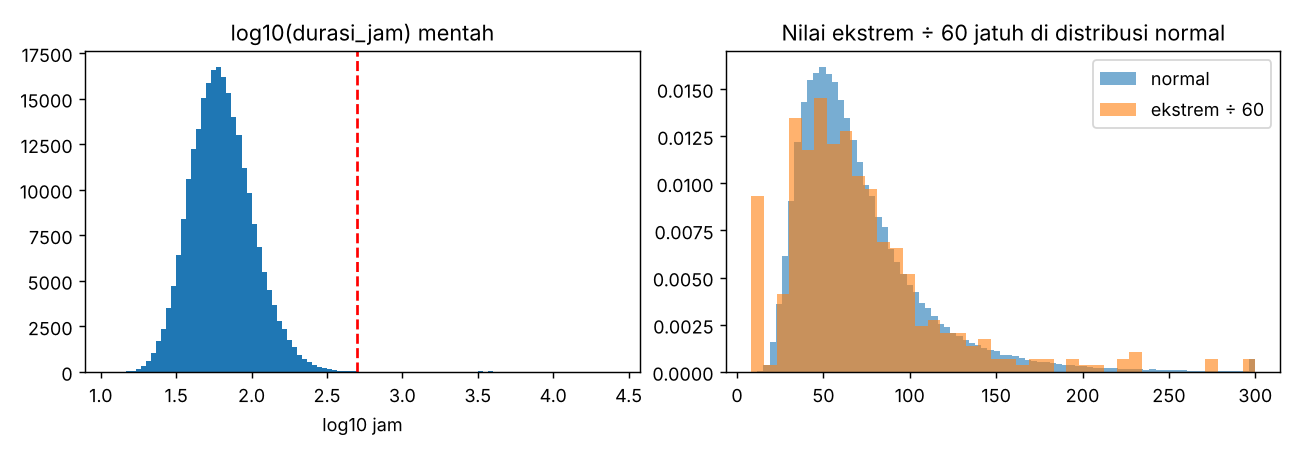 log10(durasi_jam) mentah
17500
15000
12500
10000
7500
5000
2500
0
1.0 1.5 2.0 2.5 3.0 3.5 4.0 4.5
log10 jam
Nilai ekstrem ÷ 60 jatuh di distribusi normal
normal
ekstrem ÷ 60
0.0150
0.0125
0.0100
0.0075
0.0050
0.0025
0.0000
0 50 100 150 200 250 300